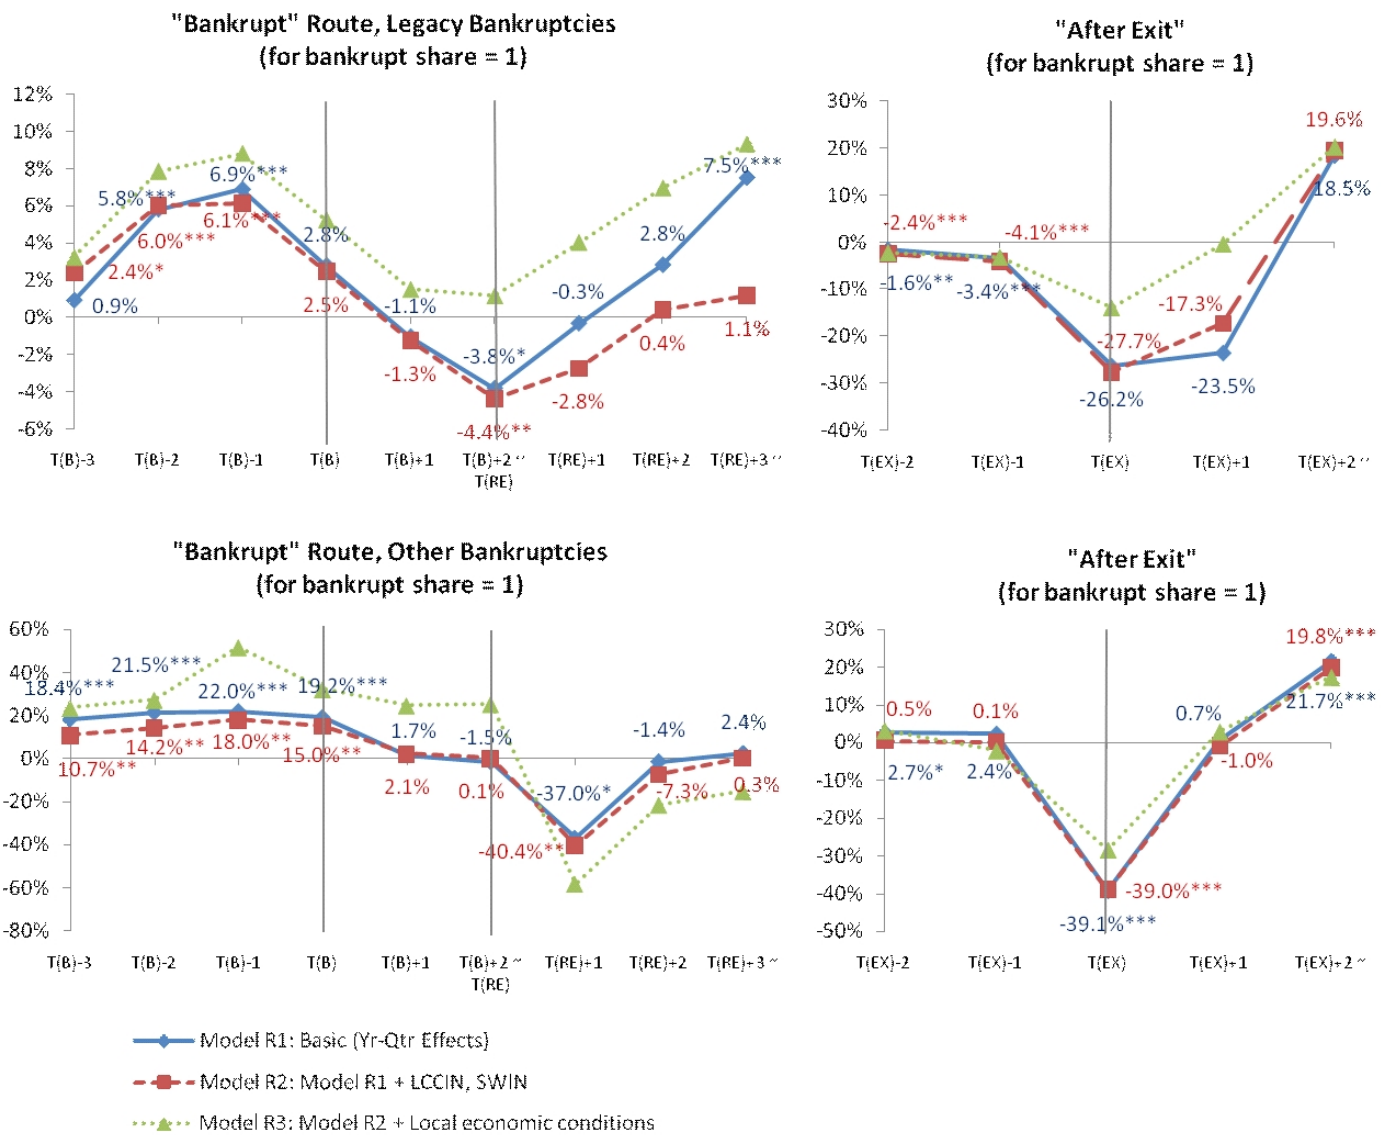 "Bankrupt" Route, Legacy Bankruptcies
(for bankrupt share = 1)
12%
10%
8%
6%
4%
2%
0%
-2%
-4%
-6%
0.9%
5.8%***
6.9%***
2.8%
-1.1%
-3.8%*
-0.3%
2.8%
7.5%***
2.4%*
6.0%***
6.1%***
2.5%
-1.3%
-4.4%**
-2.8%
0.4%
1.1%
T(B)-3
T(B)-2
T(B)-1
T(B)
T(B)+1
T(B)+2 ~
T(RE)
T(RE)+1
T(RE)+2
T(RE)+3 ~
"After Exit"
(for bankrupt share = 1)
30%
20%
10%
0%
-10%
-20%
-30%
-40%
-2.4%***
-4.1%***
-27.7%
-17.3%
19.6%
-1.6%**
-3.4%***
-26.2%
-23.5%
18.5%
T(EX)-2
T(EX)-1
T(EX)
T(EX)+1
T(EX)+2 ~
"Bankrupt" Route, Other Bankruptcies
(for bankrupt share = 1)
60%
40%
20%
0%
-20%
-40%
-60%
-80%
18.4%***
21.5%***
22.0%***
19.2%***
1.7%
-1.5%
-37.0%*
-1.4%
2.4%
10.7%**
14.2%**
18.0%**
15.0%**
2.1%
0.1%
-40.4%**
-7.3%
0.3%
T(B)-3
T(B)-2
T(B)-1
T(B)
T(B)+1
T(B)+2 ~
T(RE)
T(RE)+1
T(RE)+2
T(RE)+3 ~
"After Exit"
(for bankrupt share = 1)
30%
20%
10%
0%
-10%
-20%
-30%
-40%
-50%
0.5%
0.1%
-39.0%***
-1.0%
19.8%***
2.7%*
2.4%
-39.1%***
0.7%
21.7%***
T(EX)-2
T(EX)-1
T(EX)
T(EX)+1
T(EX)+2 ~
Model R1: Basic (Yr-Qtr Effects)
Model R2: Model R1 + LCCIN, SWIN
Model R3: Model R2 + Local economic conditions